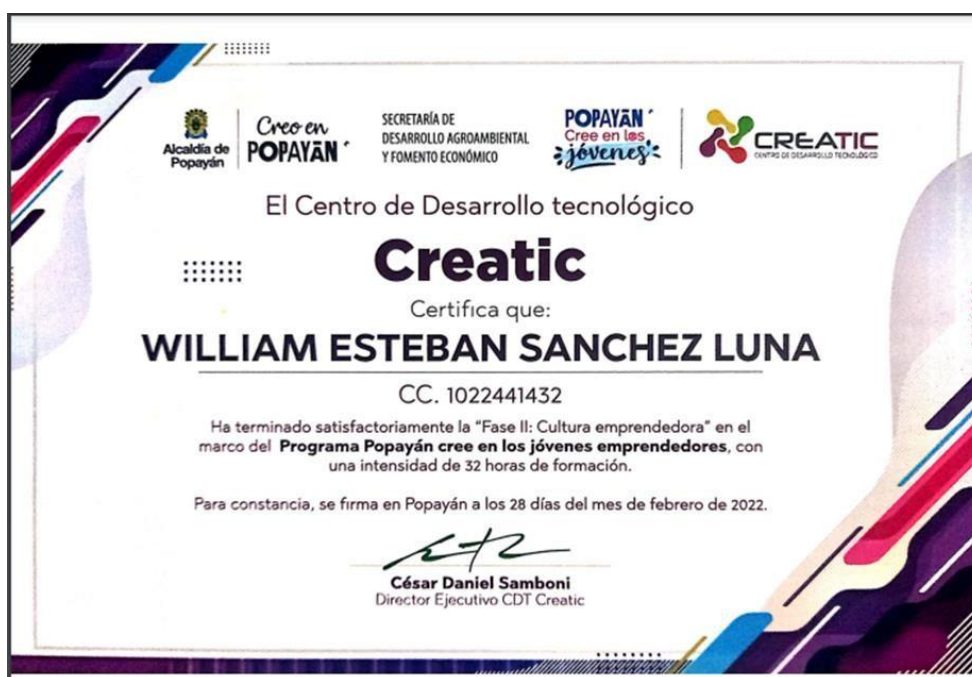 Alcaldía de
Popayán
Creo en
POPAYÁN
SECRETARÍA DE
DESARROLLO AGROAMBIENTAL
Y FOMENTO ECONÓMICO
POPAYÁN
Cree en los
jóvenes
CREATIC
CENTRO DE DESARROLLO TECNOLÓGICO
El Centro de Desarrollo tecnológico
Creatic
Certifica que:
WILLIAM ESTEBAN SANCHEZ LUNA
CC. 1022441432
Ha terminado satisfactoriamente la "Fase II: Cultura emprendedora" en el
marco del Programa Popayán cree en los jóvenes emprendedores, con
una intensidad de 32 horas de formación.
Para constancia, se firma en Popayán a los 28 días del mes de febrero de 2022.
César Daniel Samboni
Director Ejecutivo CDT Creatic